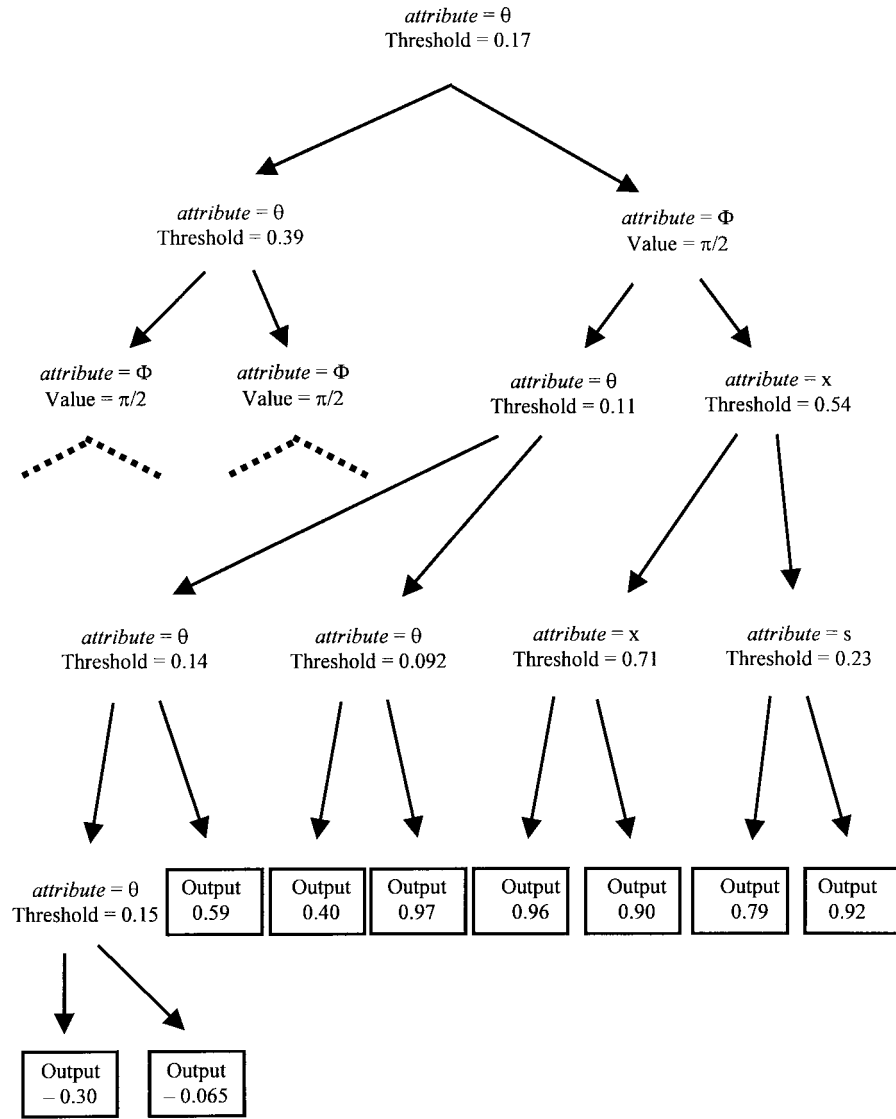 attribute = θ
Threshold = 0.17
attribute = θ
Threshold = 0.39
attribute = Φ
Value = π/2
attribute = Φ
Value = π/2
attribute = Φ
Value = π/2
attribute = θ
Threshold = 0.11
attribute = x
Threshold = 0.54
attribute = θ
Threshold = 0.14
attribute = θ
Threshold = 0.092
attribute = x
Threshold = 0.71
attribute = s
Threshold = 0.23
attribute = θ
Threshold = 0.15
Output
0.59
Output
0.40
Output
0.97
Output
0.96
Output
0.90
Output
0.79
Output
0.92
Output
– 0.30
Output
– 0.065